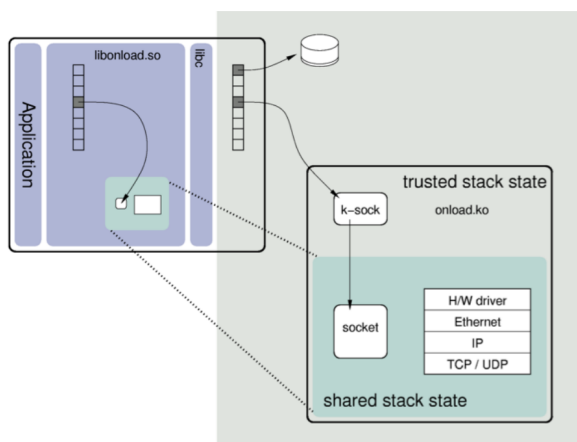 libonload.so
libc
Application
trusted stack state
k-sock
onload.ko
H/W driver
Ethernet
socket
IP
TCP / UDP
shared stack state